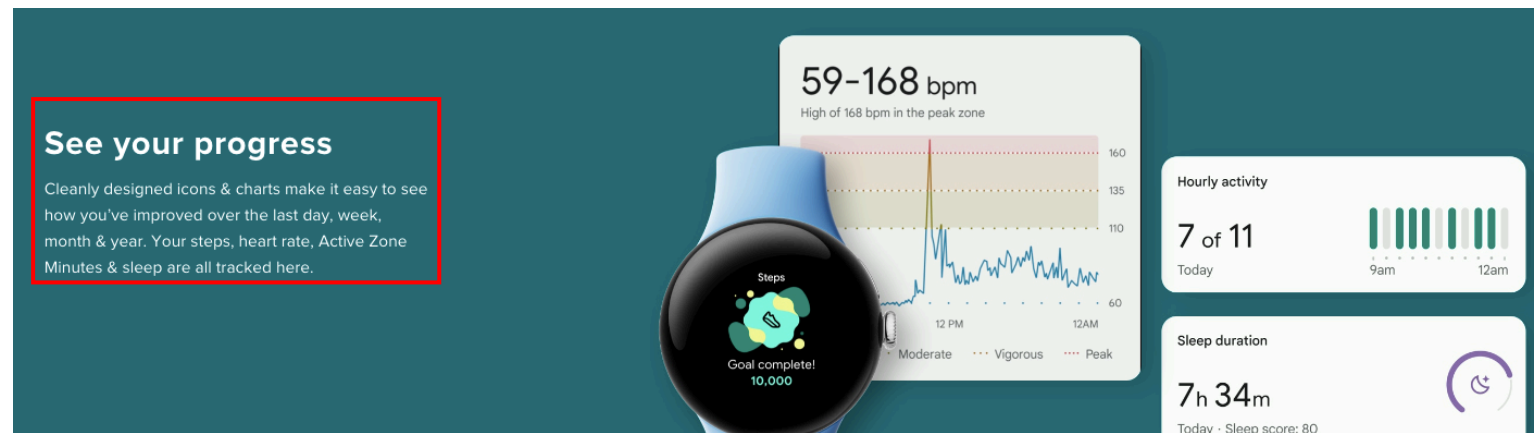 See your progress
Cleanly designed icons & charts make it easy to see
how you've improved over the last day, week,
month & year. Your steps, heart rate, Active Zone
Minutes & sleep are all tracked here.
59-168 bpm
High of 168 bpm in the peak zone
160
135
110
60
12 PM
12AM
Moderate
Vigorous
Peak
Steps
Goal complete!
10,000
Hourly activity
7 of 11
Today
9am
12am
Sleep duration
7h 34m
Today · Sleep score: 80